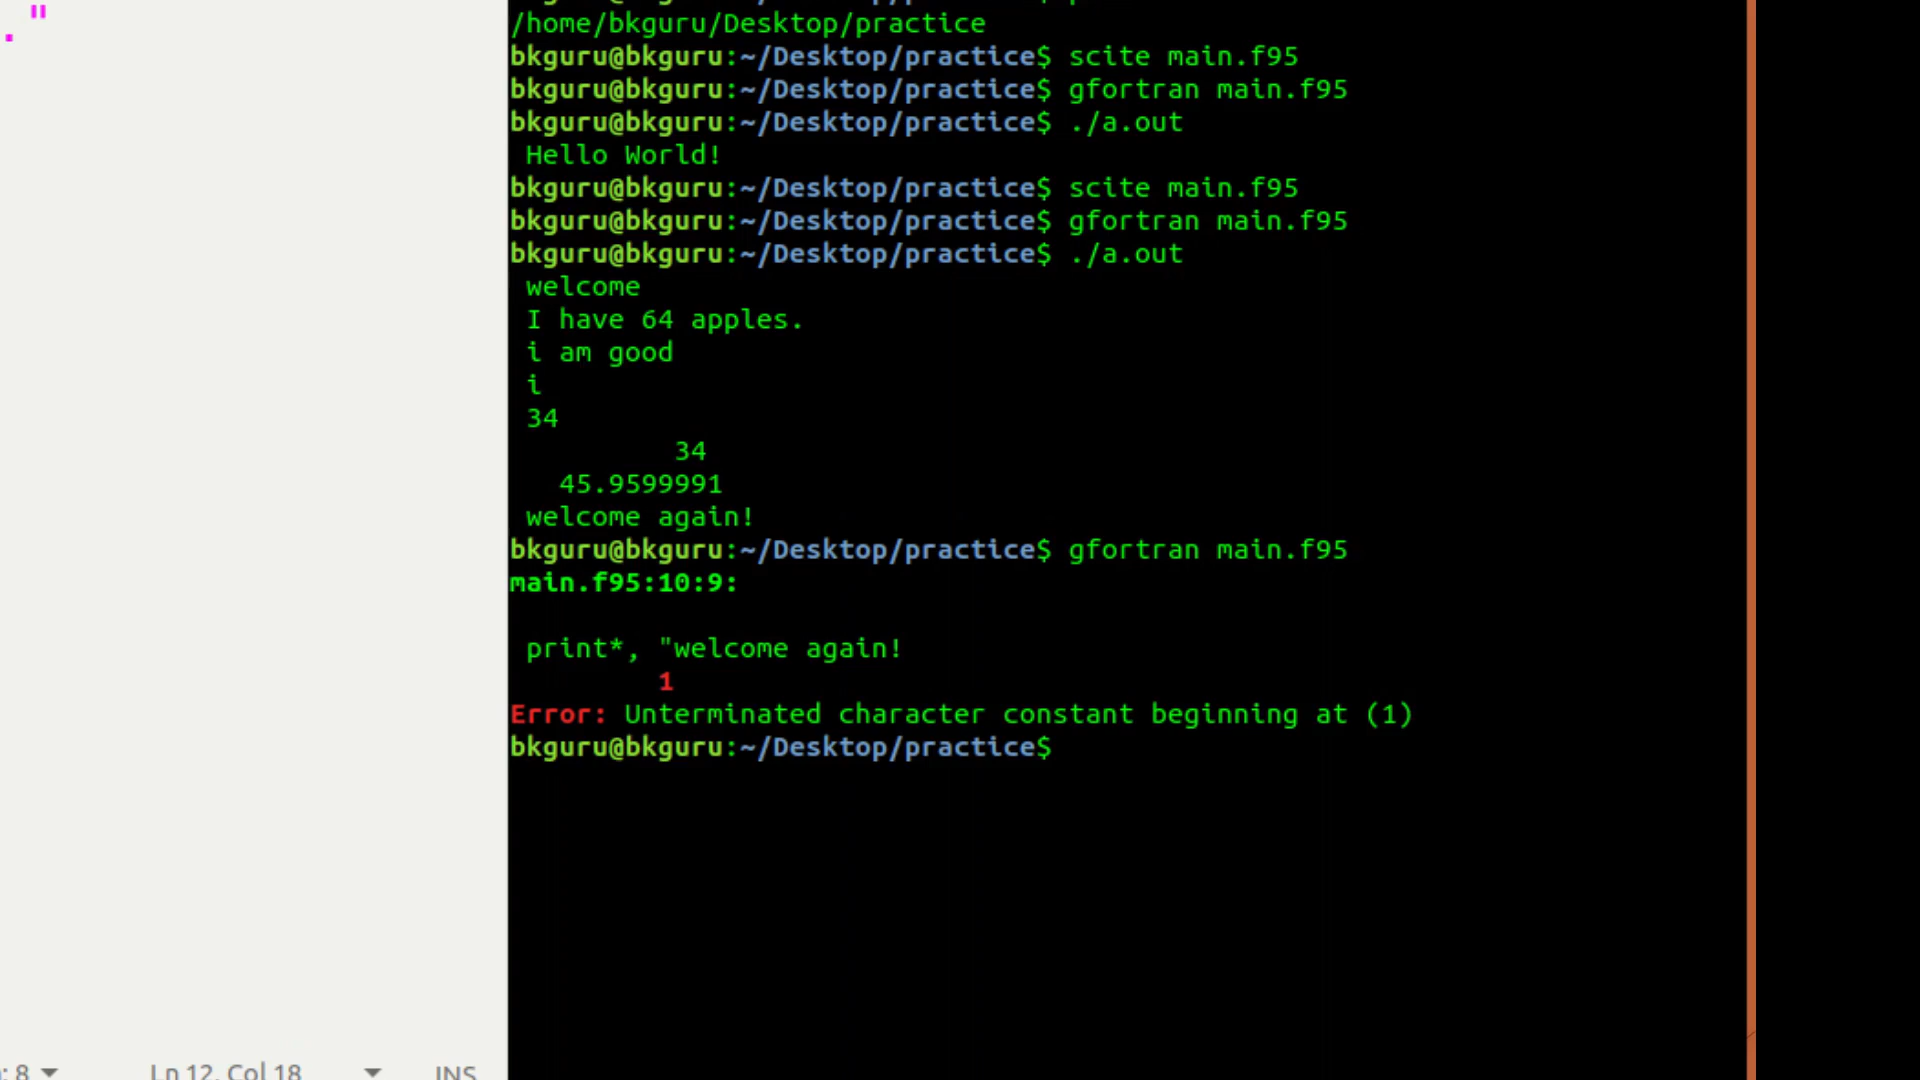 ."
/home/bkguru/Desktop/practice
bkguru@bkguru:~/Desktop/practice$ scite main.f95
bkguru@bkguru:~/Desktop/practice$ gfortran main.f95
bkguru@bkguru:~/Desktop/practice$ ./a.out
Hello World!
bkguru@bkguru:~/Desktop/practice$ scite main.f95
bkguru@bkguru:~/Desktop/practice$ gfortran main.f95
bkguru@bkguru:~/Desktop/practice$ ./a.out
welcome
I have 64 apples.
i am good
i
34
34
45.9599991
welcome again!
bkguru@bkguru:~/Desktop/practice$ gfortran main.f95
main.f95:10:9:
print*, "welcome again!
1
Error: Unterminated character constant beginning at (1)
bkguru@bkguru:~/Desktop/practice$
: 8 Ln 12, Col 18 INS